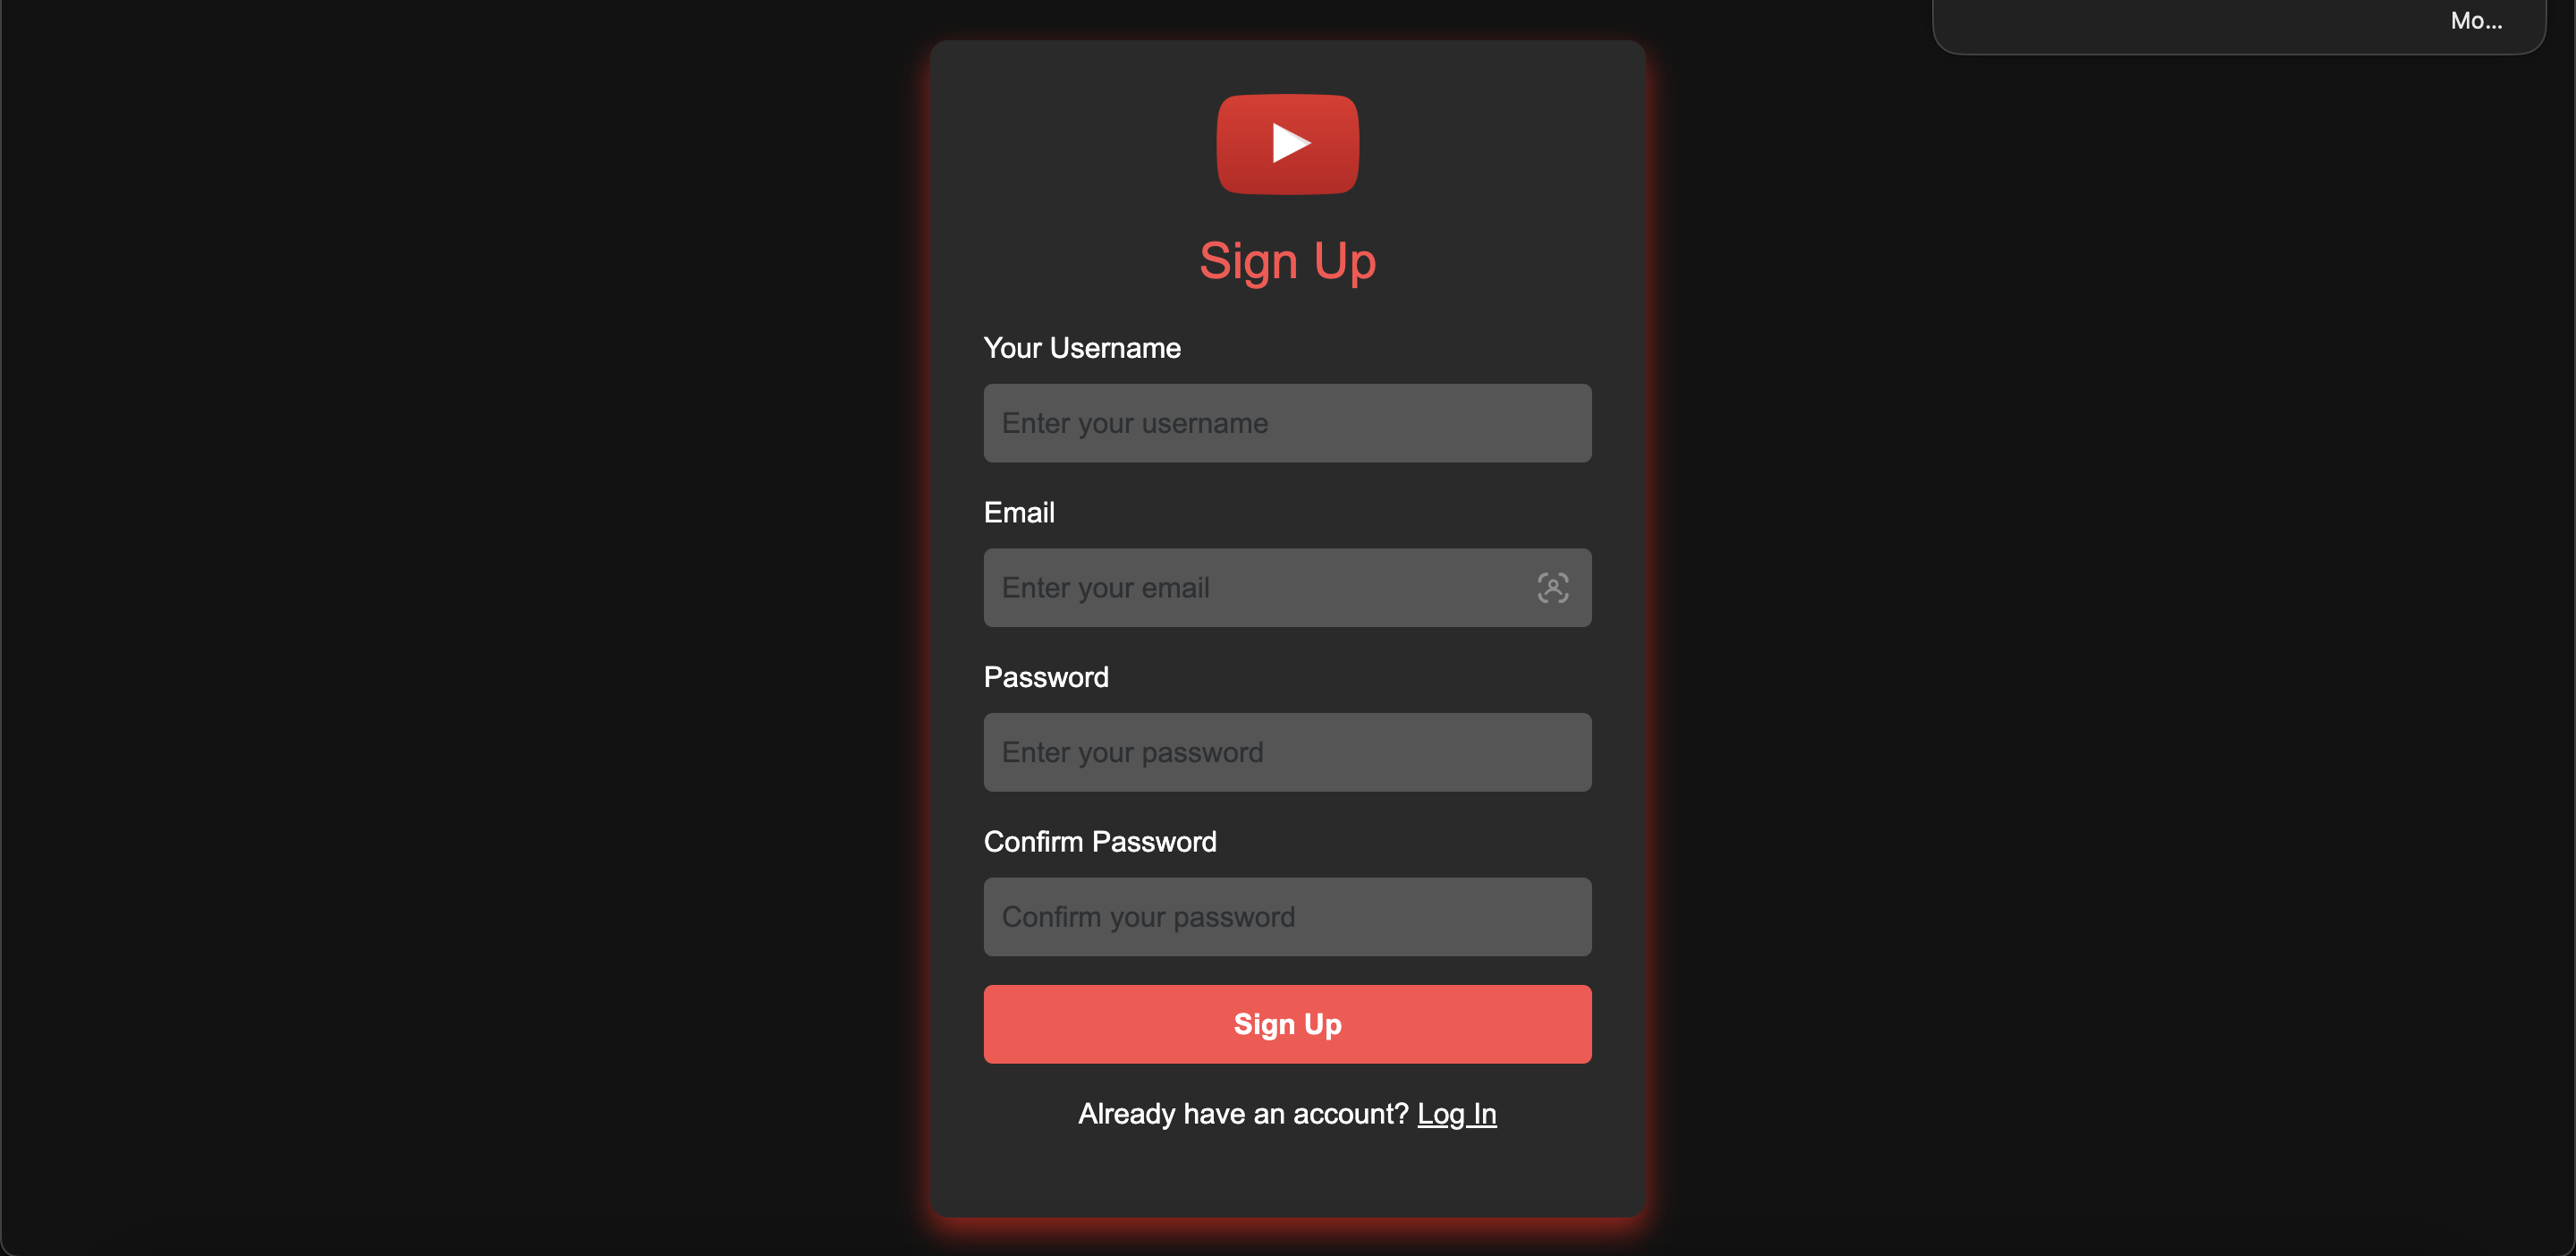 Mo...
Sign Up
Your Username
Enter your username
Email
Enter your email
Password
Enter your password
Confirm Password
Confirm your password
Sign Up
Already have an account? Log In